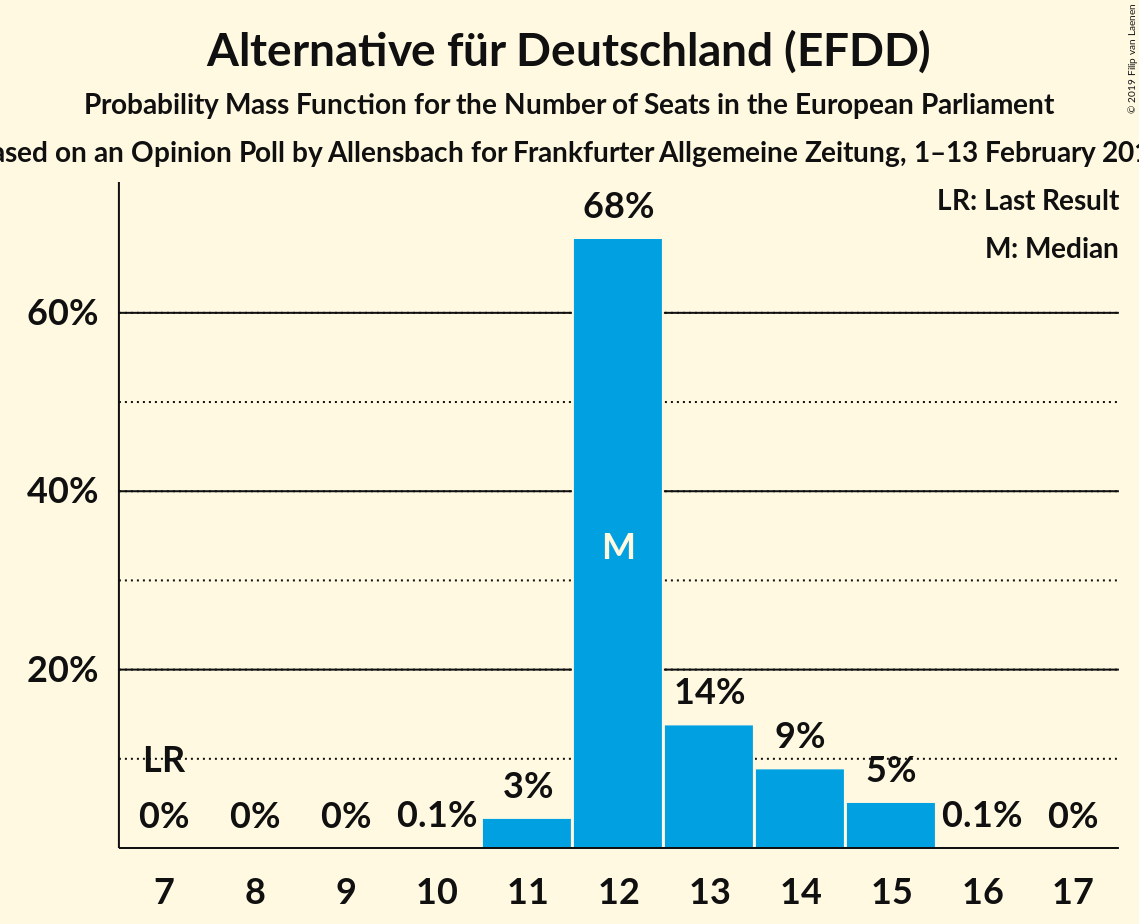 Alternative für Deutschland (EFDD)
Probability Mass Function for the Number of Seats in the European Parliament
ased on an Opinion Poll by Allensbach for Frankfurter Allgemeine Zeitung, 1–13 February 201
© 2019 Filip van Laenen
LR: Last Result
M: Median
68%
60%
40%
M
20%
14%
9%
5%
LR
3%
0%
0%
0%
0.1%
0.1%
0%
7 8 9 10 11 12 13 14 15 16 17